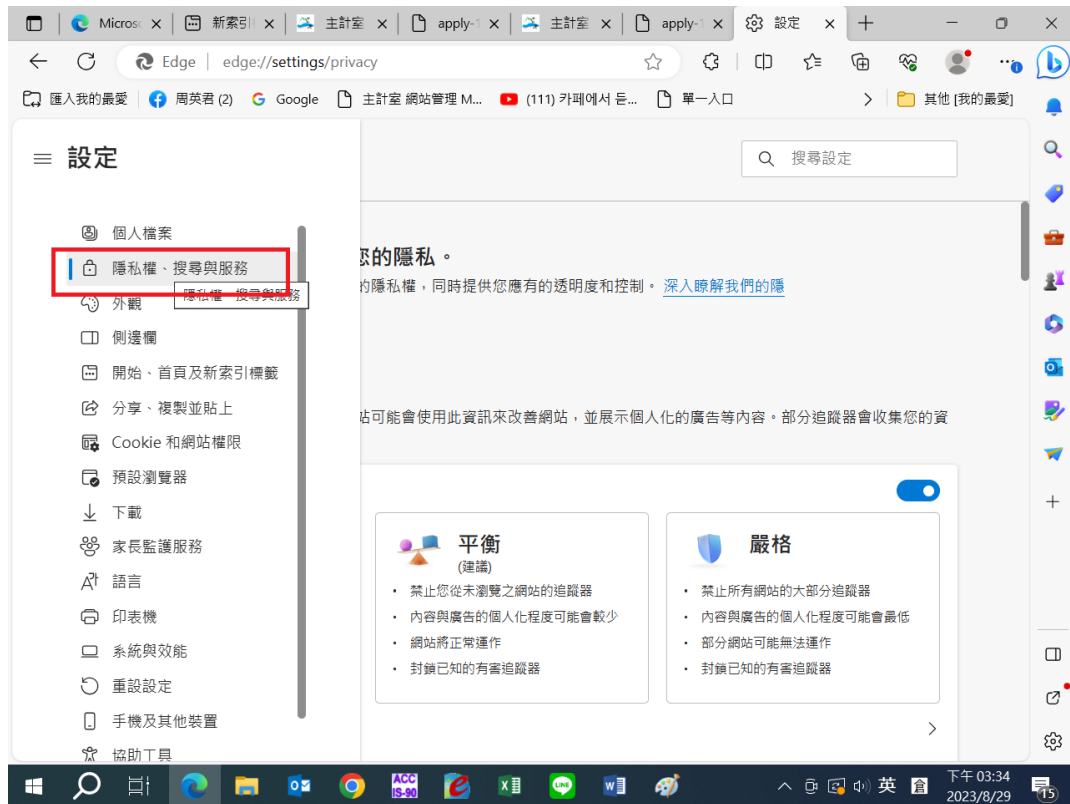 Micros
新索引
主計室
apply-1
主計室
apply-1
設定
Edge
edge://settings/privacy
匯入我的最愛
周英君 (2)
Google
主計室 網站管理 M...
(111) 카페에서 듣...
單一入口
其他 [我的最愛]
設定
搜尋設定
個人檔案
隱私權、搜尋與服務
隱私權、搜尋與服務
外觀
側邊欄
開始、首頁及新索引標籤
分享、複製並貼上
Cookie 和網站權限
預設瀏覽器
下載
家長監護服務
語言
印表機
系統與效能
重設設定
手機及其他裝置
協助工具
您的隱私。
的隱私權，同時提供您應有的透明度和控制。 深入瞭解我們的隱
站可能會使用此資訊來改善網站，並展示個人化的廣告等內容。部分追蹤器會收集您的資
平衡
(建議)
• 禁止您從未瀏覽之網站的追蹤器
• 內容與廣告的個人化程度可能會較少
• 網站將正常運作
• 封鎖已知的有害追蹤器
嚴格
• 禁止所有網站的大部分追蹤器
• 內容與廣告的個人化程度可能會最低
• 部分網站可能無法運作
• 封鎖已知的有害追蹤器
ACC
IS-90
LINE
英
倉
下午 03:34
2023/8/29
15